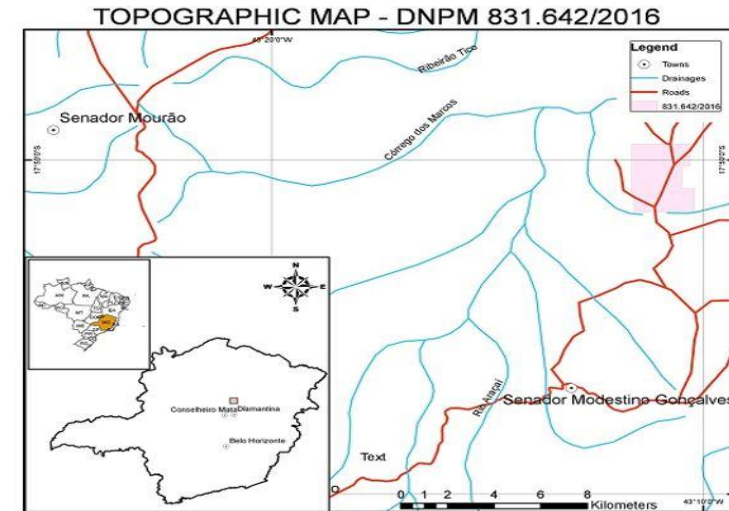 TOPOGRAPHIC MAP - DNPM 831.642/2016
43°20'0"W
Ribeirão Tice
Legend
Towns
Drainages
Roads
831.642/2016
Senador Mourão
Córrego dos Marcos
17°50'0"S
17°50'0"S
N
W E
S
Conselheiro Mata
Diamantina
Belo Horizonte
Rio Araçaí
Senador Modestino Gonçalves
Text
0 1 2 4 6 8
Kilometers
43°10'0"W